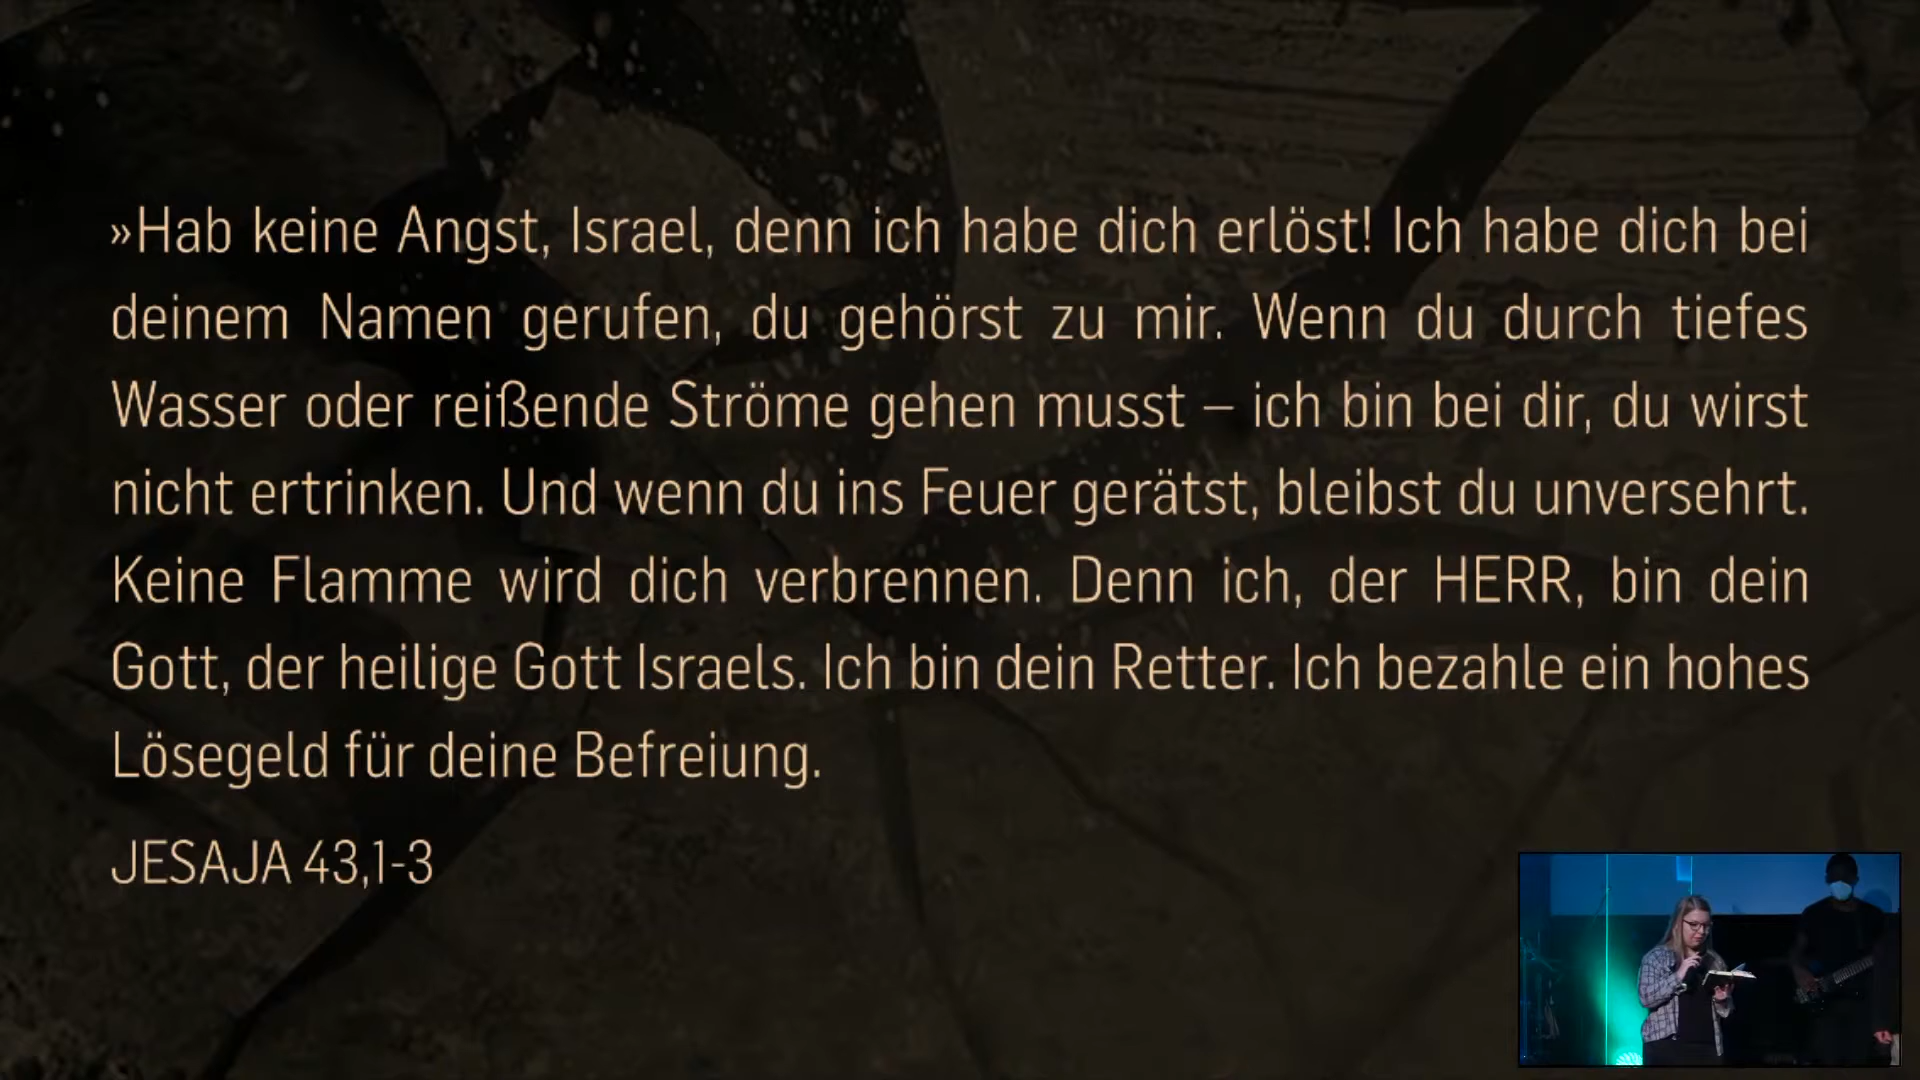 »Hab keine Angst, Israel, denn ich habe dich erlöst! Ich habe dich bei
deinem Namen gerufen, du gehörst zu mir. Wenn du durch tiefes
Wasser oder reißende Ströme gehen musst – ich bin bei dir, du wirst
nicht ertrinken. Und wenn du ins Feuer gerätst, bleibst du unversehrt.
Keine Flamme wird dich verbrennen. Denn ich, der HERR, bin dein
Gott, der heilige Gott Israels. Ich bin dein Retter. Ich bezahle ein hohes
Lösegeld für deine Befreiung.
JESAJA 43,1-3